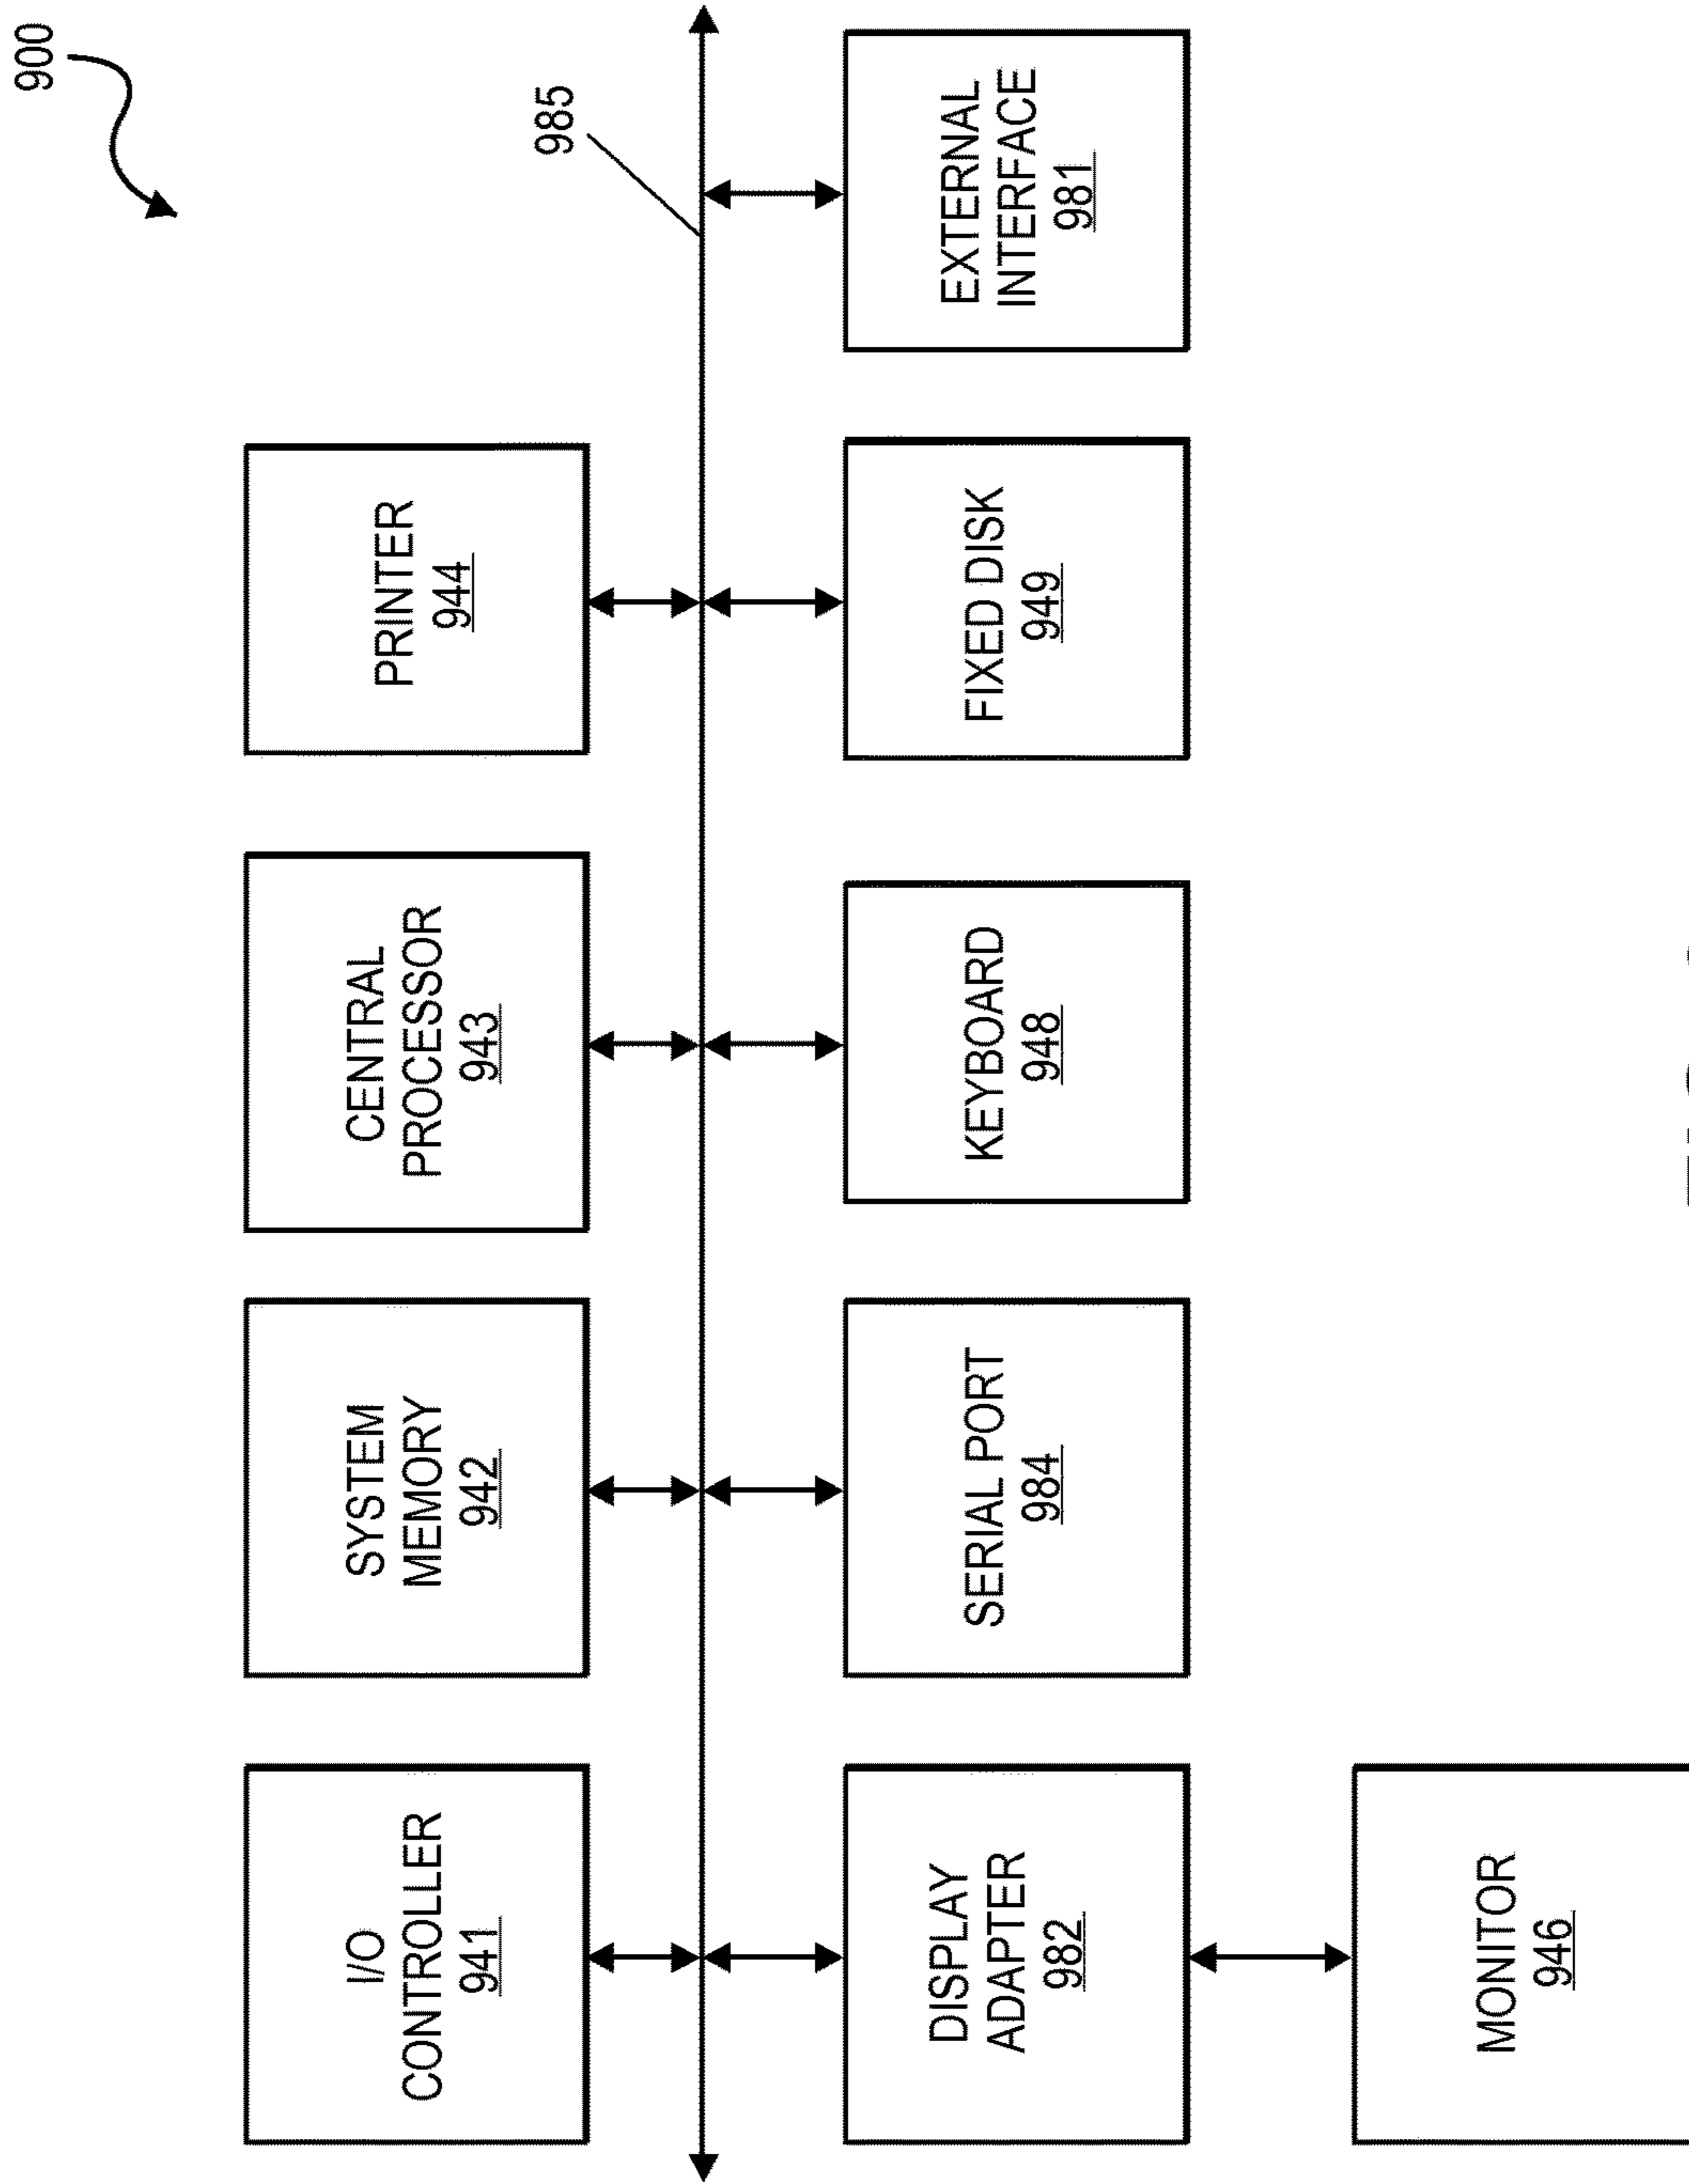 900
I/O
CONTROLLER
941
SYSTEM
MEMORY
942
CENTRAL
PROCESSOR
943
PRINTER
944
985
DISPLAY
ADAPTER
982
SERIAL PORT
984
KEYBOARD
948
FIXED DISK
949
EXTERNAL
INTERFACE
981
MONITOR
946